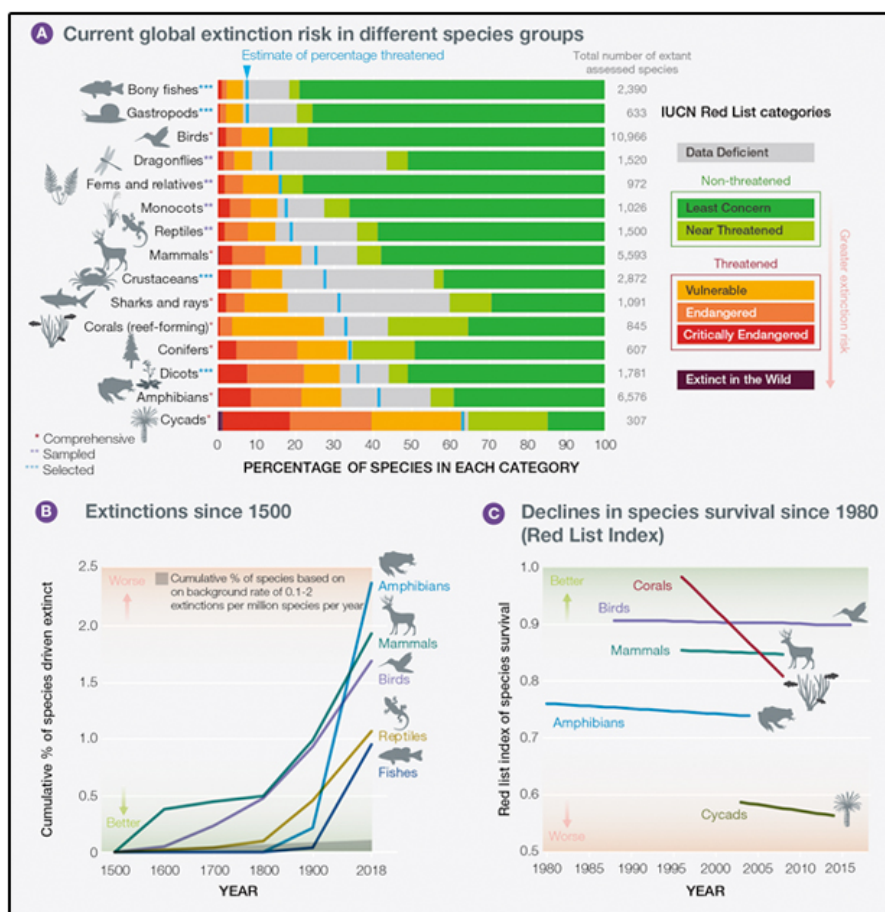 A Current global extinction risk in different species groups
Estimate of percentage threatened
Total number of extant
assessed species
Bony fishes*** 2,390
Gastropods*** 633
Birds* 10,966
Dragonflies** 1,520
Ferns and relatives** 972
Monocots** 1,026
Reptiles** 1,500
Mammals* 5,593
Crustaceans*** 2,872
Sharks and rays* 1,091
Corals (reef-forming)* 845
Conifers* 607
Dicots*** 1,781
Amphibians* 6,576
Cycads* 307
0 10 20 30 40 50 60 70 80 90 100
PERCENTAGE OF SPECIES IN EACH CATEGORY
* Comprehensive
** Sampled
*** Selected
IUCN Red List categories
Data Deficient
Non-threatened
Least Concern
Near Threatened
Threatened
Vulnerable
Endangered
Critically Endangered
Extinct in the Wild
Greater extinction risk
B Extinctions since 1500
Cumulative % of species driven extinct
2.5
2.0
1.5
1.0
0.5
0
Worse
Better
Cumulative % of species based on
on background rate of 0.1-2
extinctions per million species per year
Amphibians
Mammals
Birds
Reptiles
Fishes
1500 1600 1700 1800 1900 2018
YEAR
C Declines in species survival since 1980
(Red List Index)
Red list index of species survival
1.0
0.9
0.8
0.7
0.6
0.5
Better
Worse
Corals
Birds
Mammals
Amphibians
Cycads
1980 1985 1990 1995 2000 2005 2010 2015
YEAR